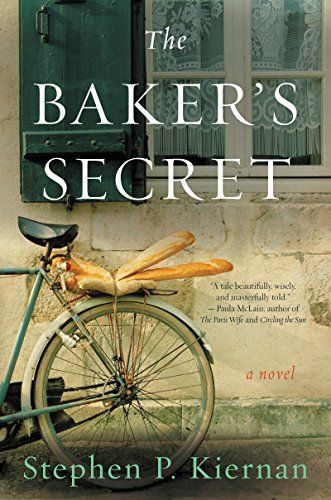 The
BAKER'S
SECRET
"A tale beautifully, wisely,
and masterfully told."
—Paula McLain, author of
The Paris Wife and Circling the Sun
a novel
Stephen P. Kiernan